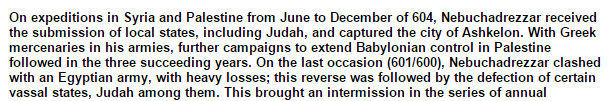 On expeditions in Syria and Palestine from June to December of 604, Nebuchadrezzar received
the submission of local states, including Judah, and captured the city of Ashkelon. With Greek
mercenaries in his armies, further campaigns to extend Babylonian control in Palestine
followed in the three succeeding years. On the last occasion (601/600), Nebuchadrezzar clashed
with an Egyptian army, with heavy losses; this reverse was followed by the defection of certain
vassal states, Judah among them. This brought an intermission in the series of annual